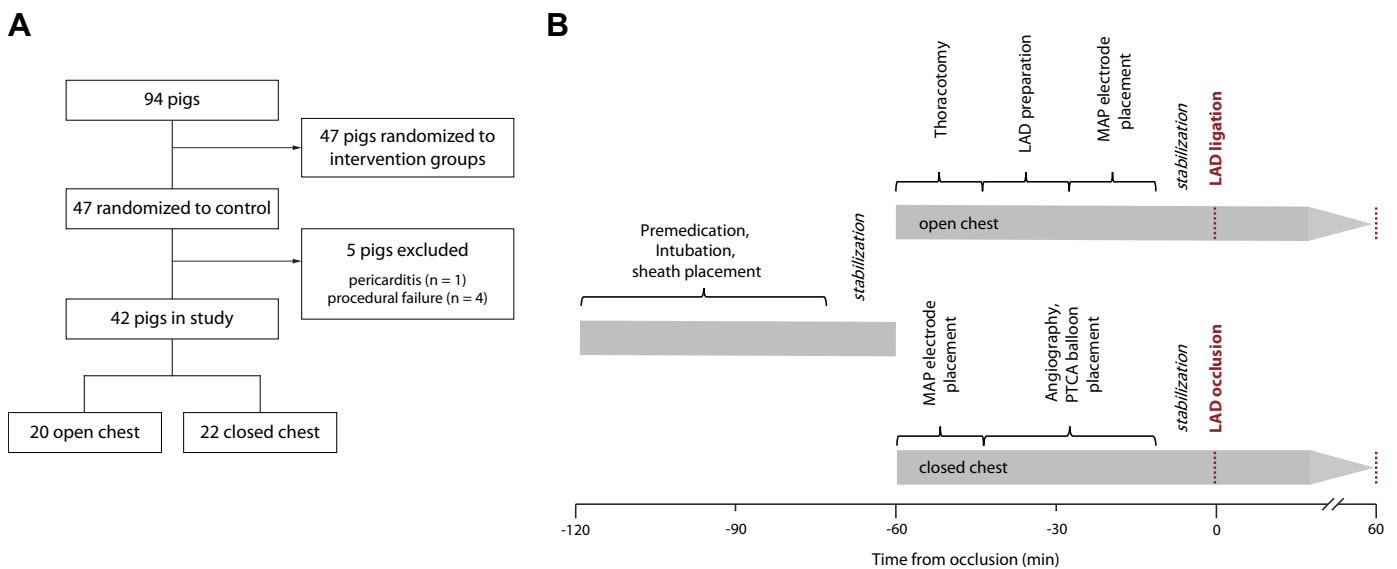 A
94 pigs
47 pigs randomized to
intervention groups
47 randomized to control
5 pigs excluded
pericarditis (n = 1)
procedural failure (n = 4)
42 pigs in study
20 open chest
22 closed chest
B
Premedication,
Intubation,
sheath placement
stabilization
Thoracotomy
LAD preparation
MAP electrode
placement
stabilization
LAD ligation
open chest
MAP electrode
placement
Angiography,
PTCA balloon
placement
stabilization
LAD occlusion
closed chest
-120
-90
-60
-30
0
60
Time from occlusion (min)